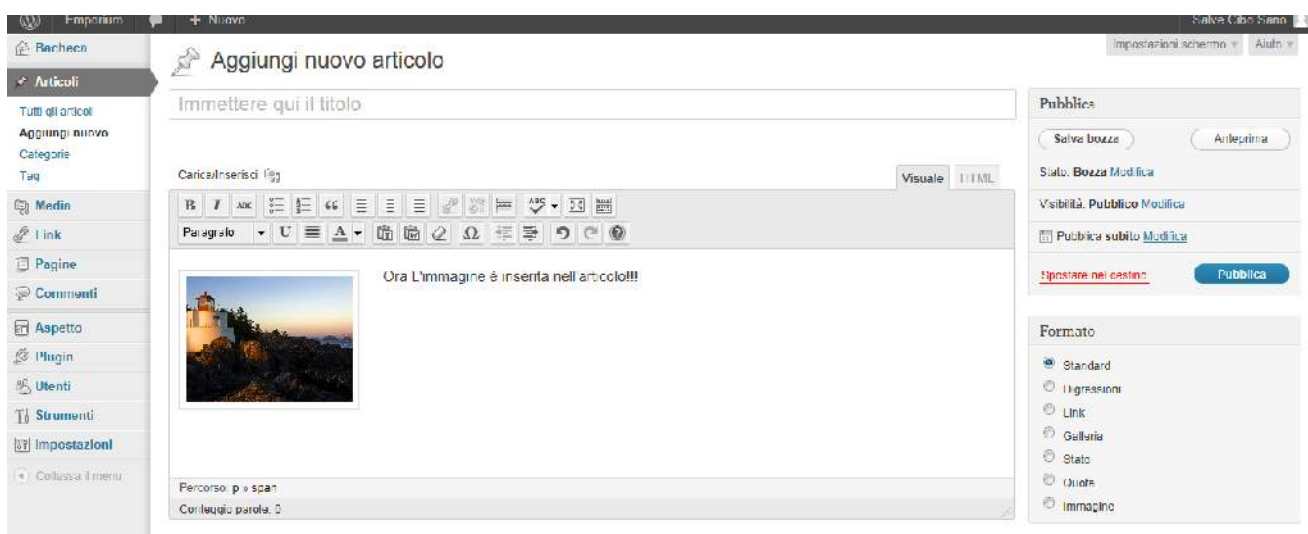 Emporium + Nuovo Salve Cibo Sano
Impostazioni schermo Aiuto
Bacheca
Aggiungi nuovo articolo
Articoli
Tutti gli articoli
Aggiungi nuovo
Categorie
Tag
Media
Link
Pagine
Commenti
Aspetto
Plugin
Utenti
Strumenti
Impostazioni
Collassa il menu
Immettere qui il titolo
Carica/Inserisci
Visuale HTML
B I ABC ABC
Paragrafo U A Ω
Ora L'immagine è inserita nell'articolo!!!
Percorso: p » span
Conteggio parole: 0
Pubblica
Salva bozza Anteprima
Stato: Bozza Modifica
Visibilità: Pubblico Modifica
Pubblica subito Modifica
Spostare nel cestino Pubblica
Formato
Standard
Digressioni
Link
Galleria
Stato
Quote
Immagine